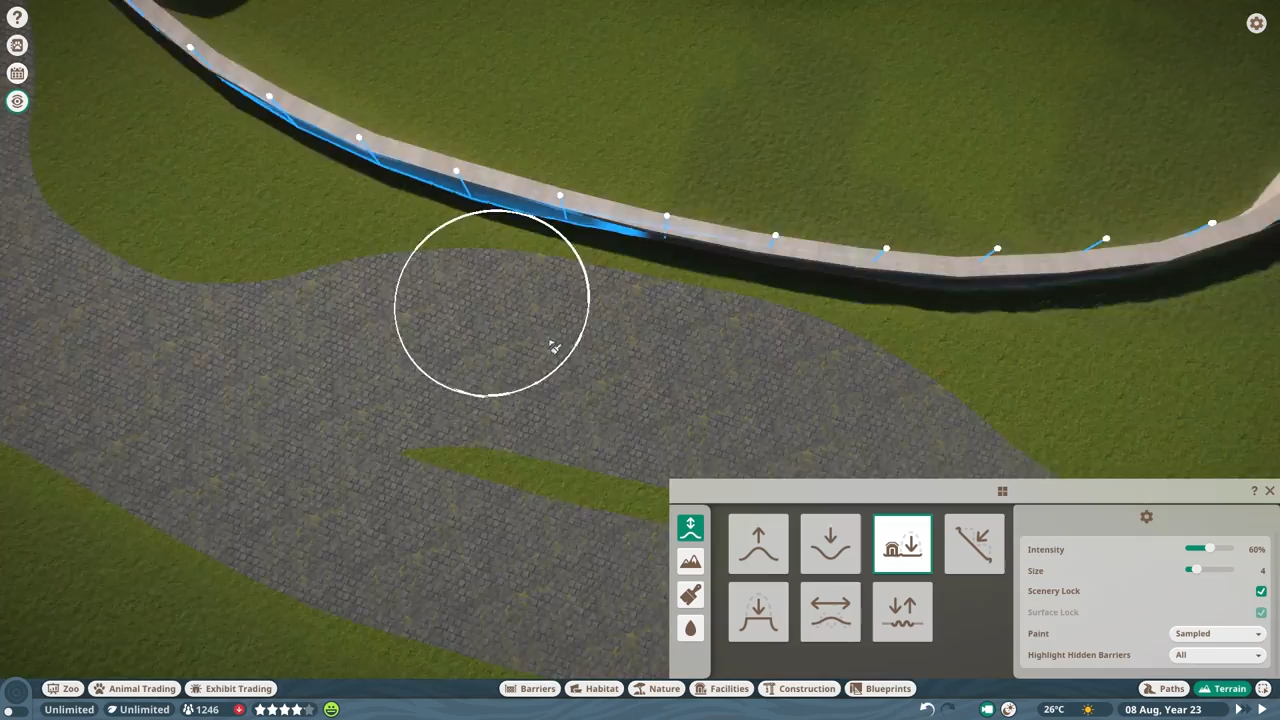 ?
? ×
Intensity 60%
Size 4
Scenery Lock
Surface Lock
Paint Sampled
Highlight Hidden Barriers All
Zoo Animal Trading Exhibit Trading Barriers Habitat Nature Facilities Construction Blueprints Paths Terrain
Unlimited Unlimited 1246 26°C 08 Aug, Year 23